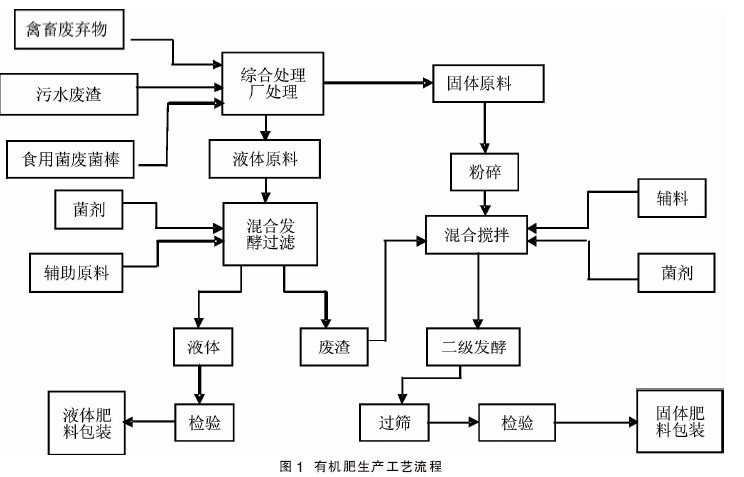 禽畜废弃物
综合处理
厂处理
固体原料
污水废渣
食用菌废菌棒
液体原料
粉碎
菌剂
混合发
酵过滤
混合搅拌
辅料
辅助原料
菌剂
液体
废渣
二级发酵
液体肥
料包装
检验
过筛
检验
固体肥
料包装
图 1 有机肥生产工艺流程